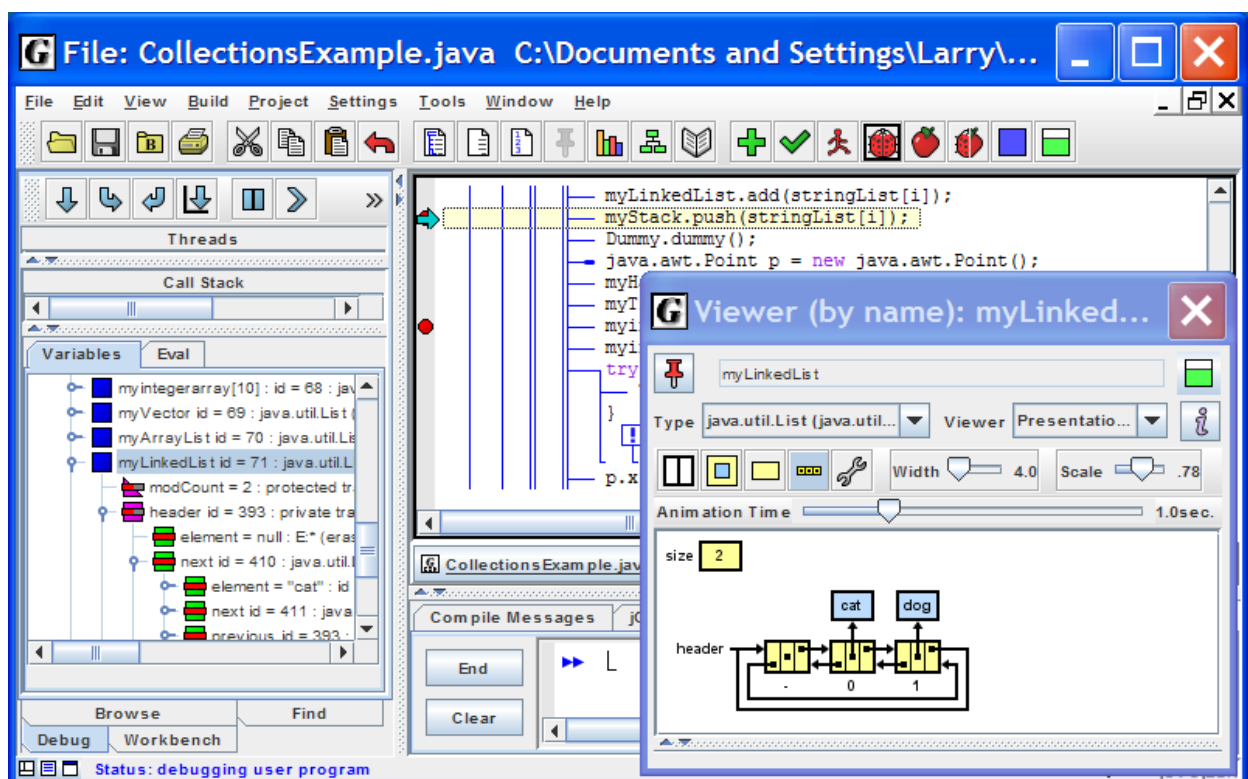 G File: CollectionsExample.java C:\Documents and Settings\Larry\...
File Edit View Build Project Settings Tools Window Help
B
Threads
Call Stack
Variables Eval
myintegerarray[10] : id = 68 : jav
myVector id = 69 : java.util.List (
myArrayList id = 70 : java.util.Lis
myLinkedList id = 71 : java.util.L
modCount = 2 : protected tr
header id = 393 : private tra
element = null : E:* (eras
next id = 410 : java.util.l
element = "cat" : id
next id = 411 : java
previous id = 393 :
Browse Find
Debug Workbench
Status: debugging user program
myLinkedList.add(stringList[i]);
myStack.push(stringList[i]);
Dummy.dummy();
java.awt.Point p = new java.awt.Point();
myH
myT
myi
myi
try
}
p.x
CollectionsExample.jav
Compile Messages jG
End
Clear
L
G Viewer (by name): myLinked...
myLinkedList
Type java.util.List (java.util... Viewer Presentatio... i
Width 4.0 Scale .78
Animation Time 1.0sec.
size 2
cat dog
header
- 0 1